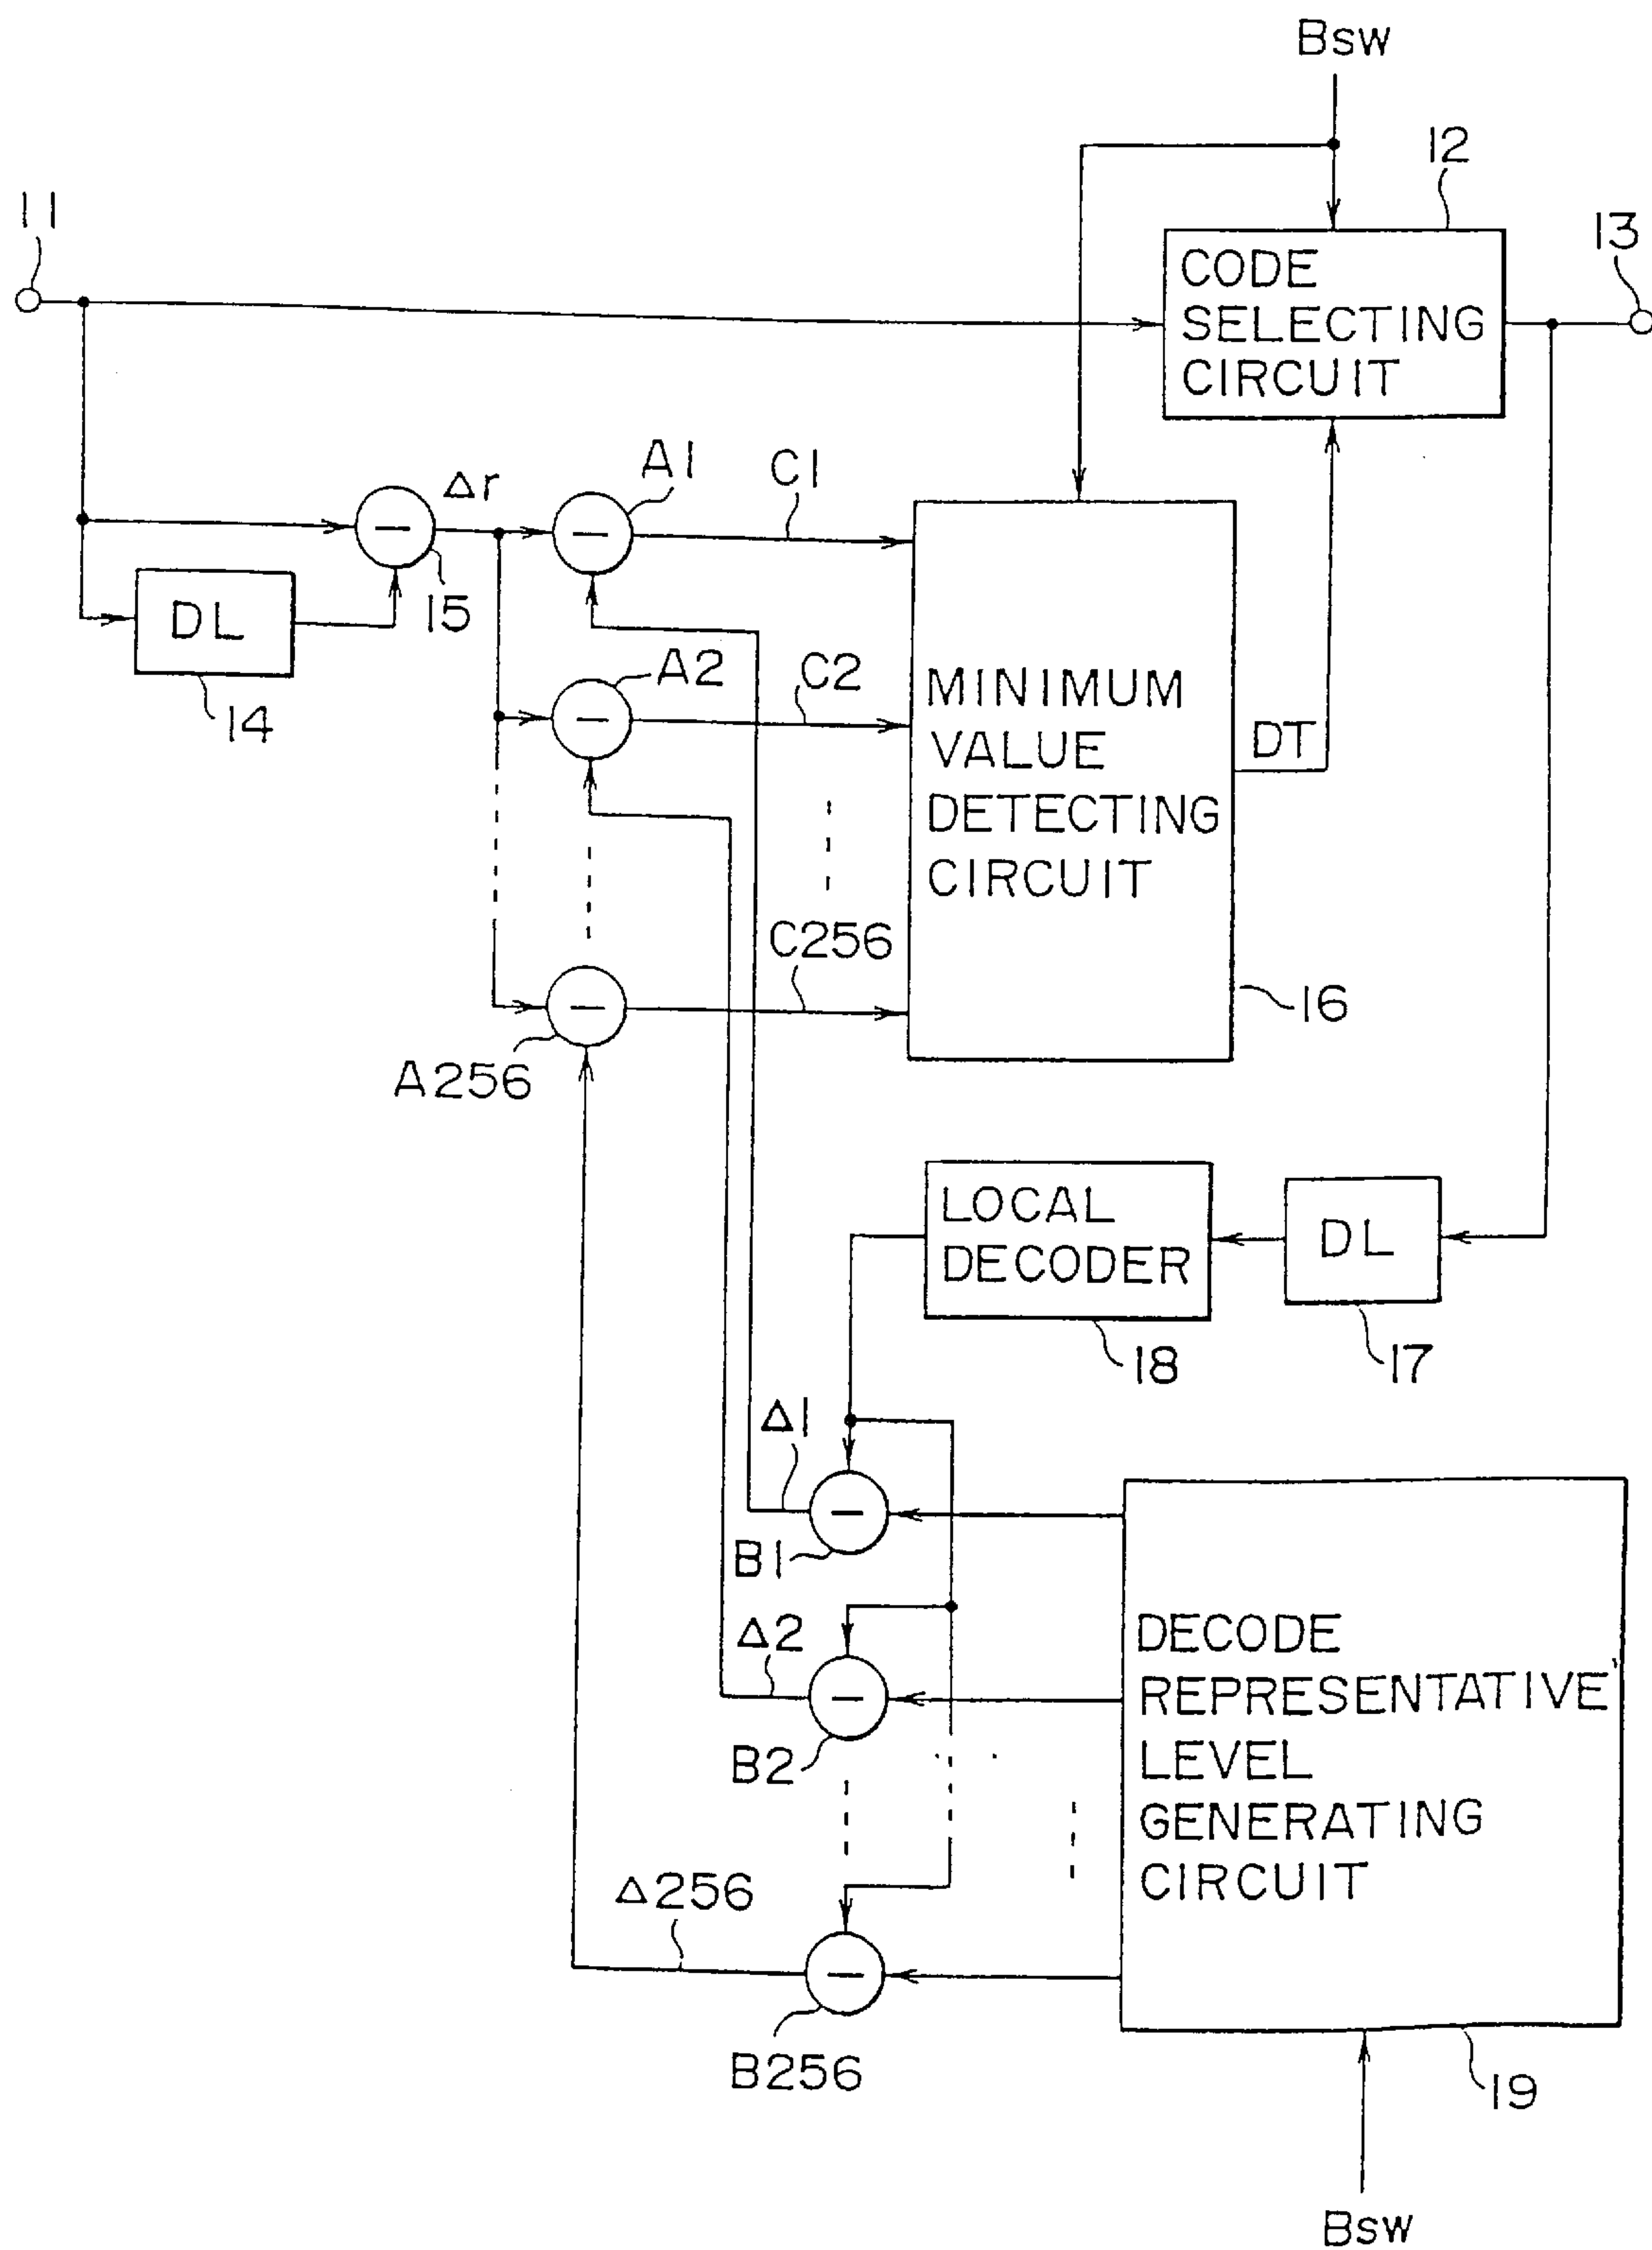 Bsw
12
11
13
CODE
SELECTING
CIRCUIT
A1
C1
Δr
15
DL
14
A2
C2
MINIMUM
VALUE
DETECTING
CIRCUIT
DT
C256
16
A256
LOCAL
DECODER
DL
18
17
Δ1
B1
Δ2
B2
DECODE
REPRESENTATIVE
LEVEL
GENERATING
CIRCUIT
Δ256
B256
19
Bsw